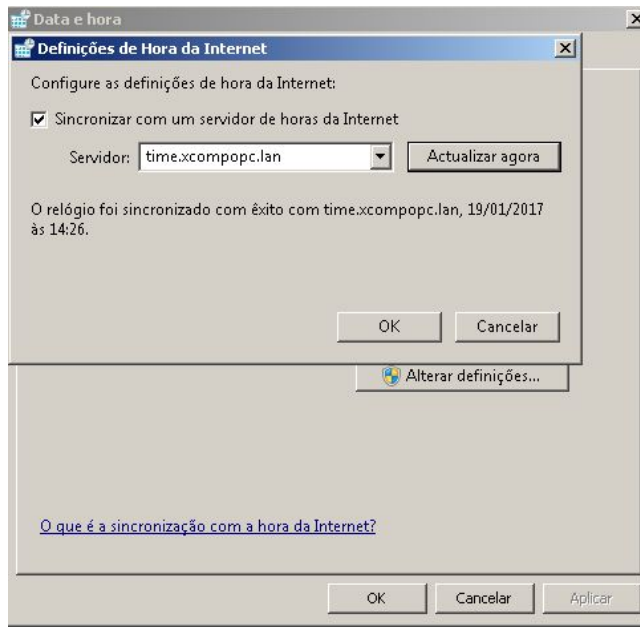 Data e hora
Definições de Hora da Internet
Configure as definições de hora da Internet:
Sincronizar com um servidor de horas da Internet
Servidor: time.xcompopc.lan Actualizar agora
O relógio foi sincronizado com êxito com time.xcompopc.lan, 19/01/2017
às 14:26.
OK Cancelar
Alterar definições...
O que é a sincronização com a hora da Internet?
OK Cancelar Aplicar